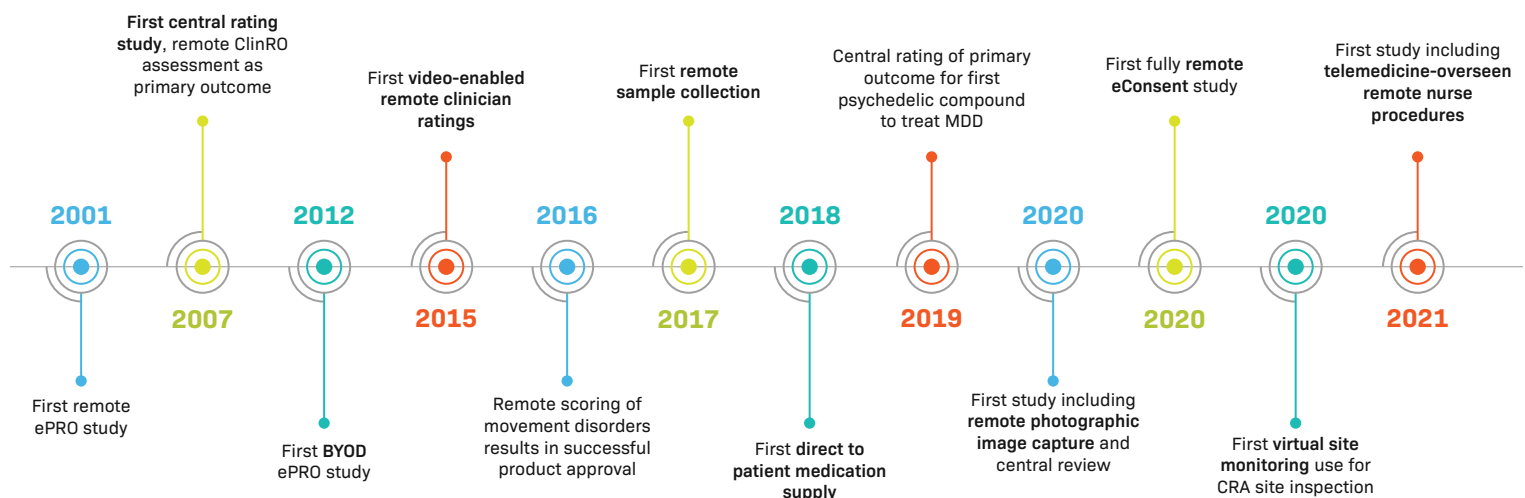 First central rating
study, remote ClinRO
assessment as
primary outcome
First video-enabled
remote clinician
ratings
First remote
sample collection
Central rating of primary
outcome for first
psychedelic compound
to treat MDD
First fully remote
eConsent study
First study including
telemedicine-overseen
remote nurse
procedures
2001
2007
2012
2015
2016
2017
2018
2019
2020
2020
2020
2021
First remote
ePRO study
First BYOD
ePRO study
Remote scoring of
movement disorders
results in successful
product approval
First direct to
patient medication
supply
First study including
remote photographic
image capture and
central review
First virtual site
monitoring use for
CRA site inspection